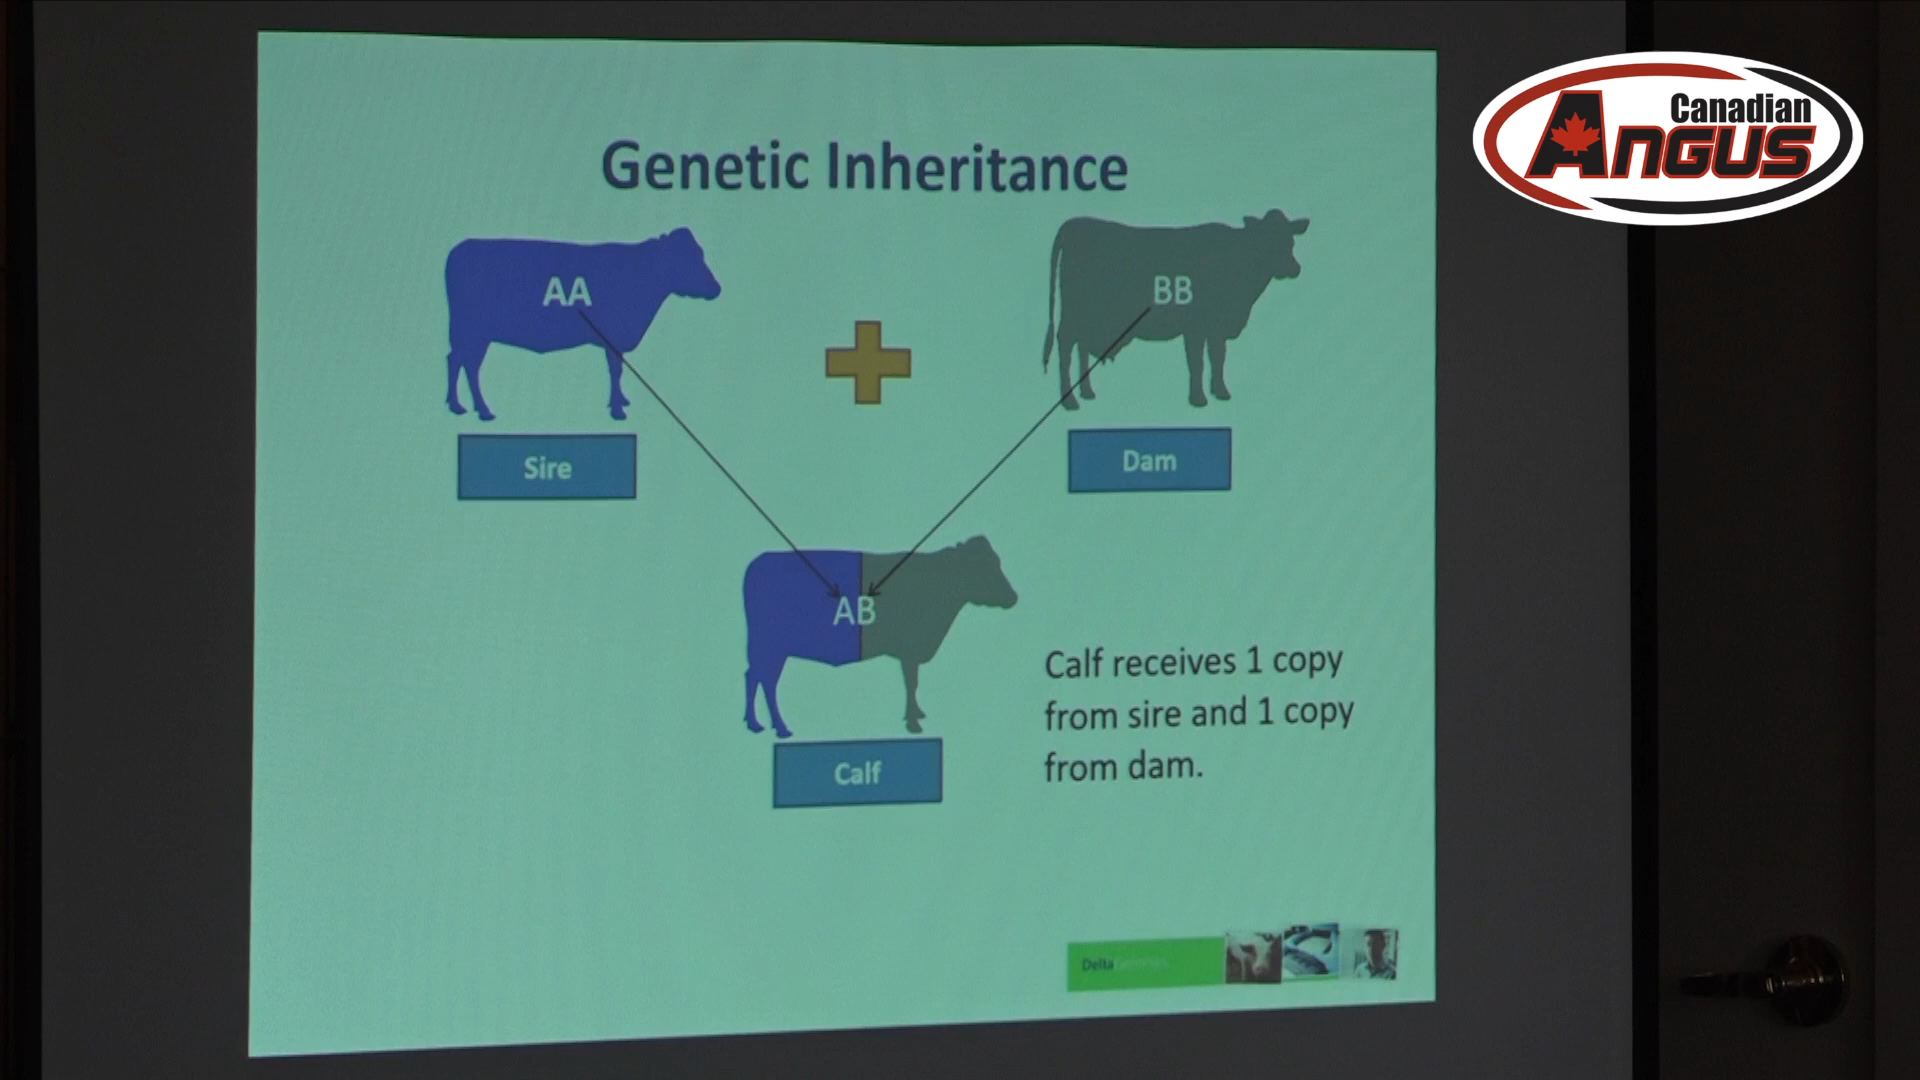 Canadian
Angus
Genetic Inheritance
AA
BB
Sire
Dam
AB
Calf receives 1 copy
from sire and 1 copy
from dam.
Calf
Delta